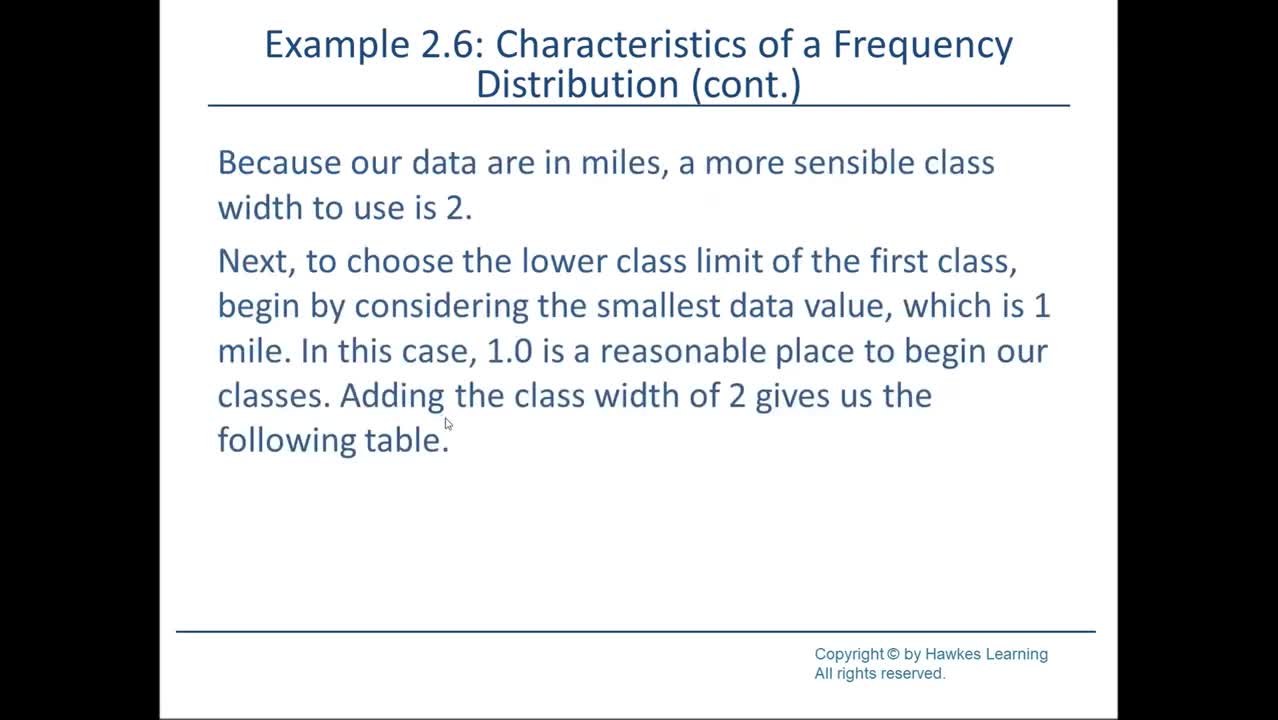 Example 2.6: Characteristics of a Frequency
Distribution (cont.)
Because our data are in miles, a more sensible class
width to use is 2.
Next, to choose the lower class limit of the first class,
begin by considering the smallest data value, which is 1
mile. In this case, 1.0 is a reasonable place to begin our
classes. Adding the class width of 2 gives us the
following table.
Copyright © by Hawkes Learning
All rights reserved.